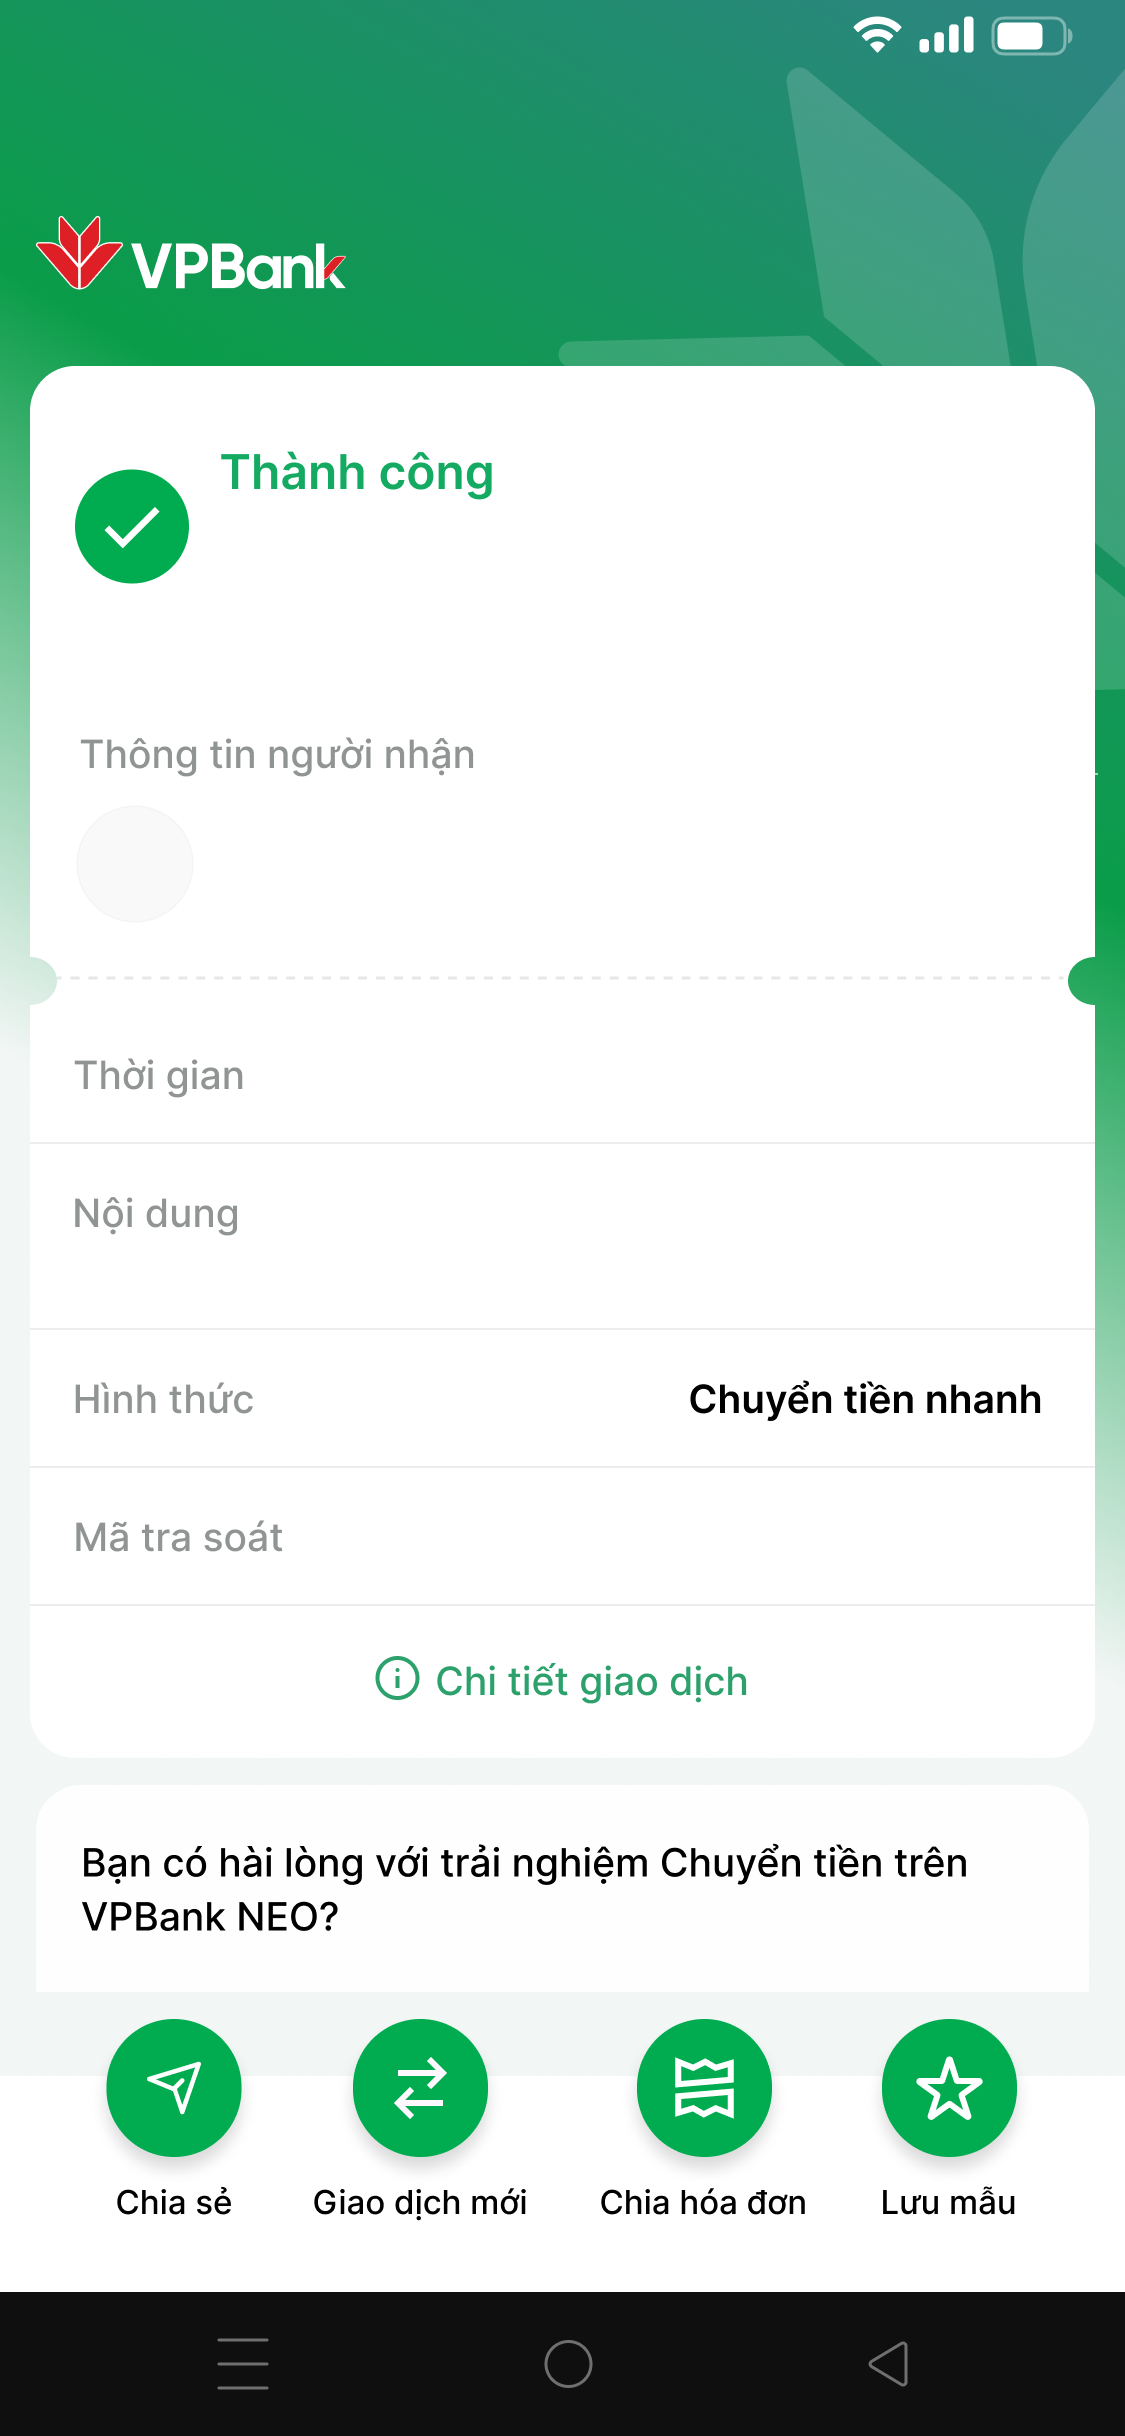 VPBank
Thành công
Thông tin người nhận
Thời gian
Nội dung
Hình thức
Chuyển tiền nhanh
Mã tra soát
Chi tiết giao dịch
Bạn có hài lòng với trải nghiệm Chuyển tiền trên
VPBank NEO?
Chia sẻ
Giao dịch mới
Chia hóa đơn
Lưu mẫu